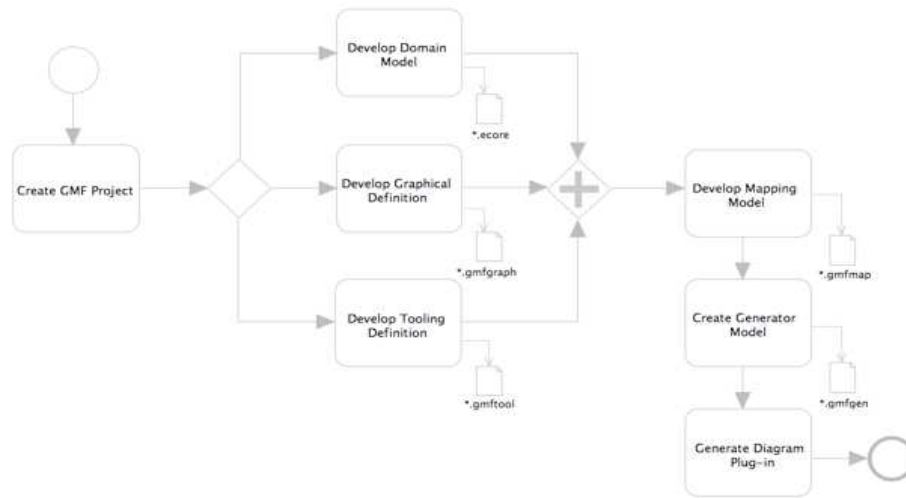 Develop Domain
Model
*.ecore
Create GMF Project
Develop Graphical
Definition
*.gmfgraph
Develop Mapping
Model
*.gmfmap
Develop Tooling
Definition
*.gmftool
Create Generator
Model
*.gmfgen
Generate Diagram
Plug-in